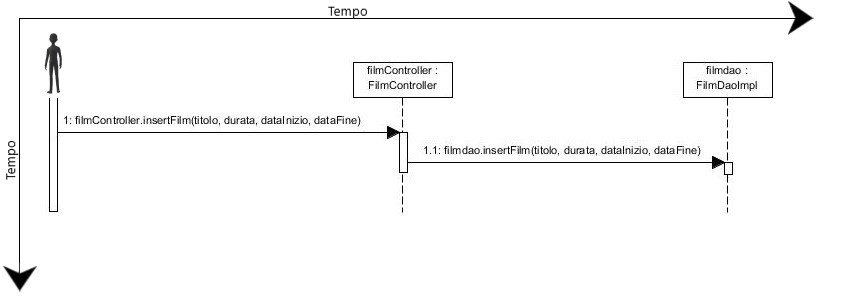 Tempo
filmController :
FilmController
filmdao :
FilmDaoImpl
1: filmController.insertFilm(titolo, durata, dataInizio, dataFine)
1.1: filmdao.insertFilm(titolo, durata, dataInizio, dataFine)
Tempo